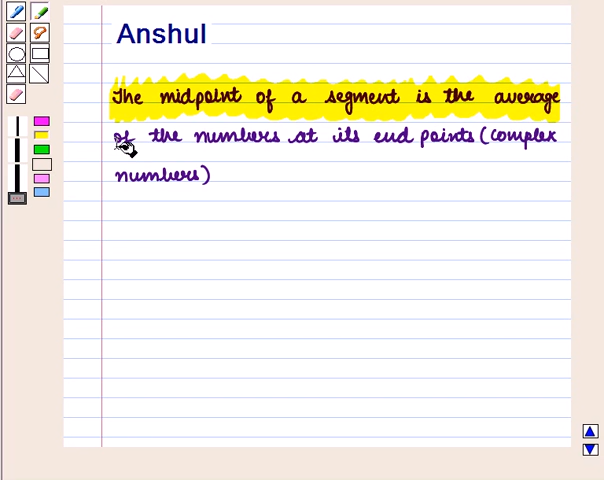 Anshul
The midpoint of a segment is the average
of the numbers at its end points (complex
numbers)